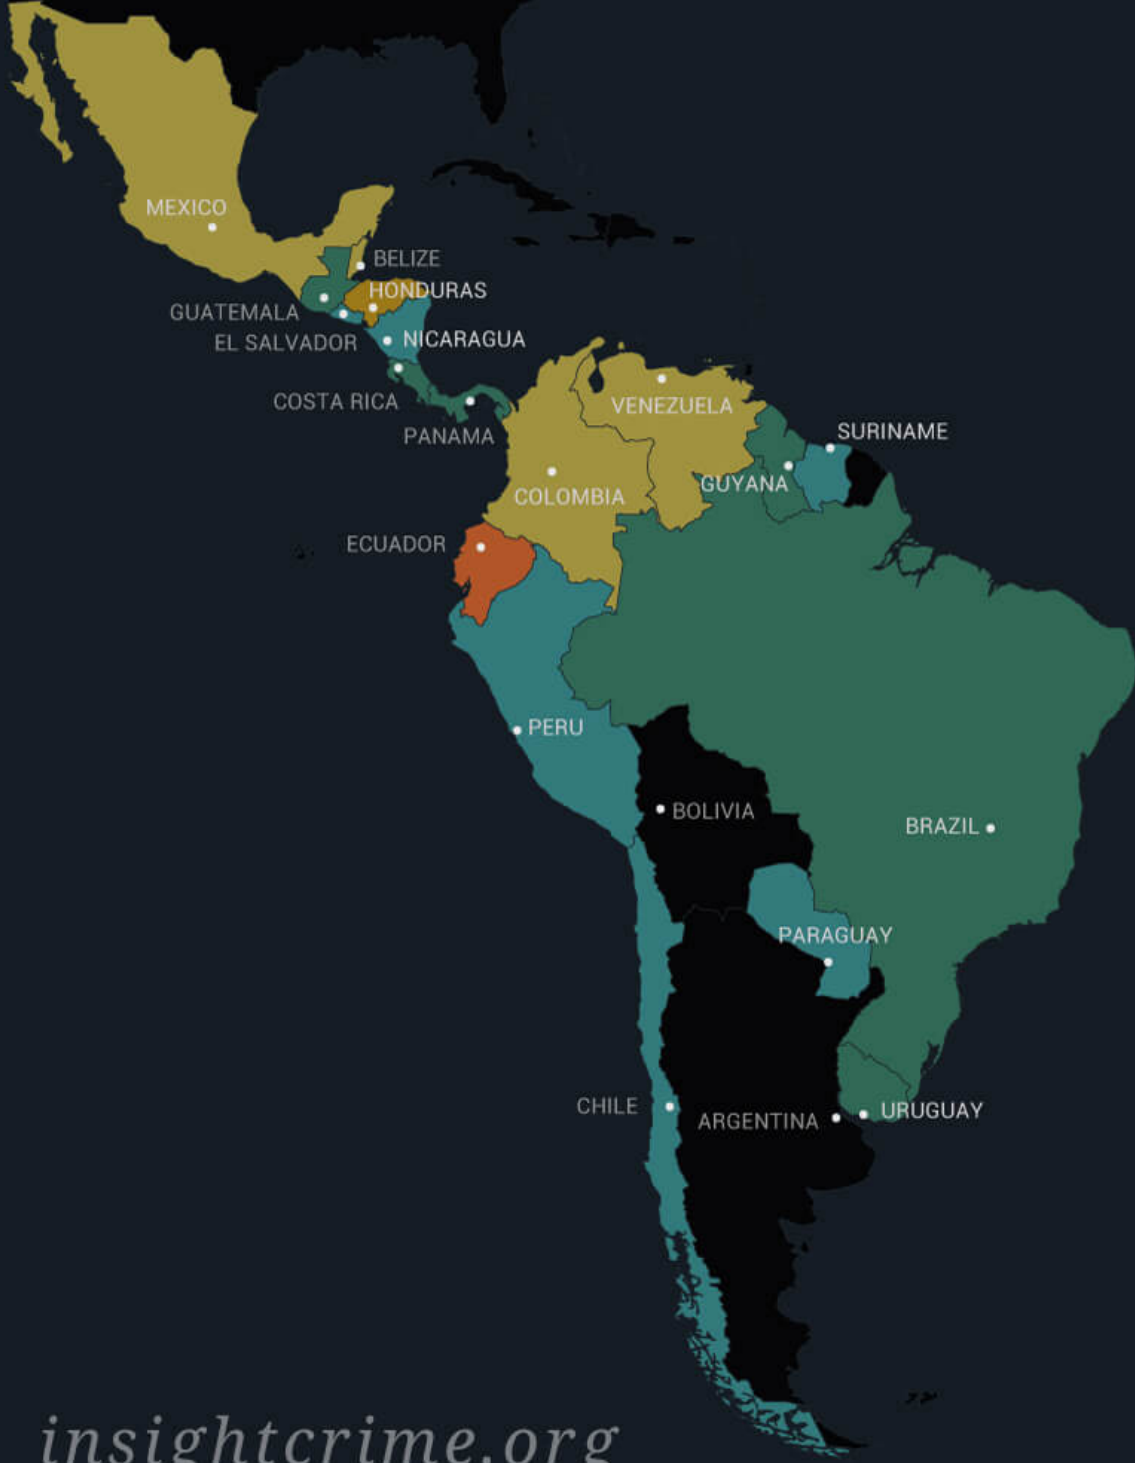 MEXICO
BELIZE
HONDURAS
GUATEMALA
EL SALVADOR
NICARAGUA
COSTA RICA
PANAMA
VENEZUELA
SURINAME
GUYANA
COLOMBIA
ECUADOR
PERU
BOLIVIA
BRAZIL
PARAGUAY
CHILE
ARGENTINA
URUGUAY
insightcrime.org